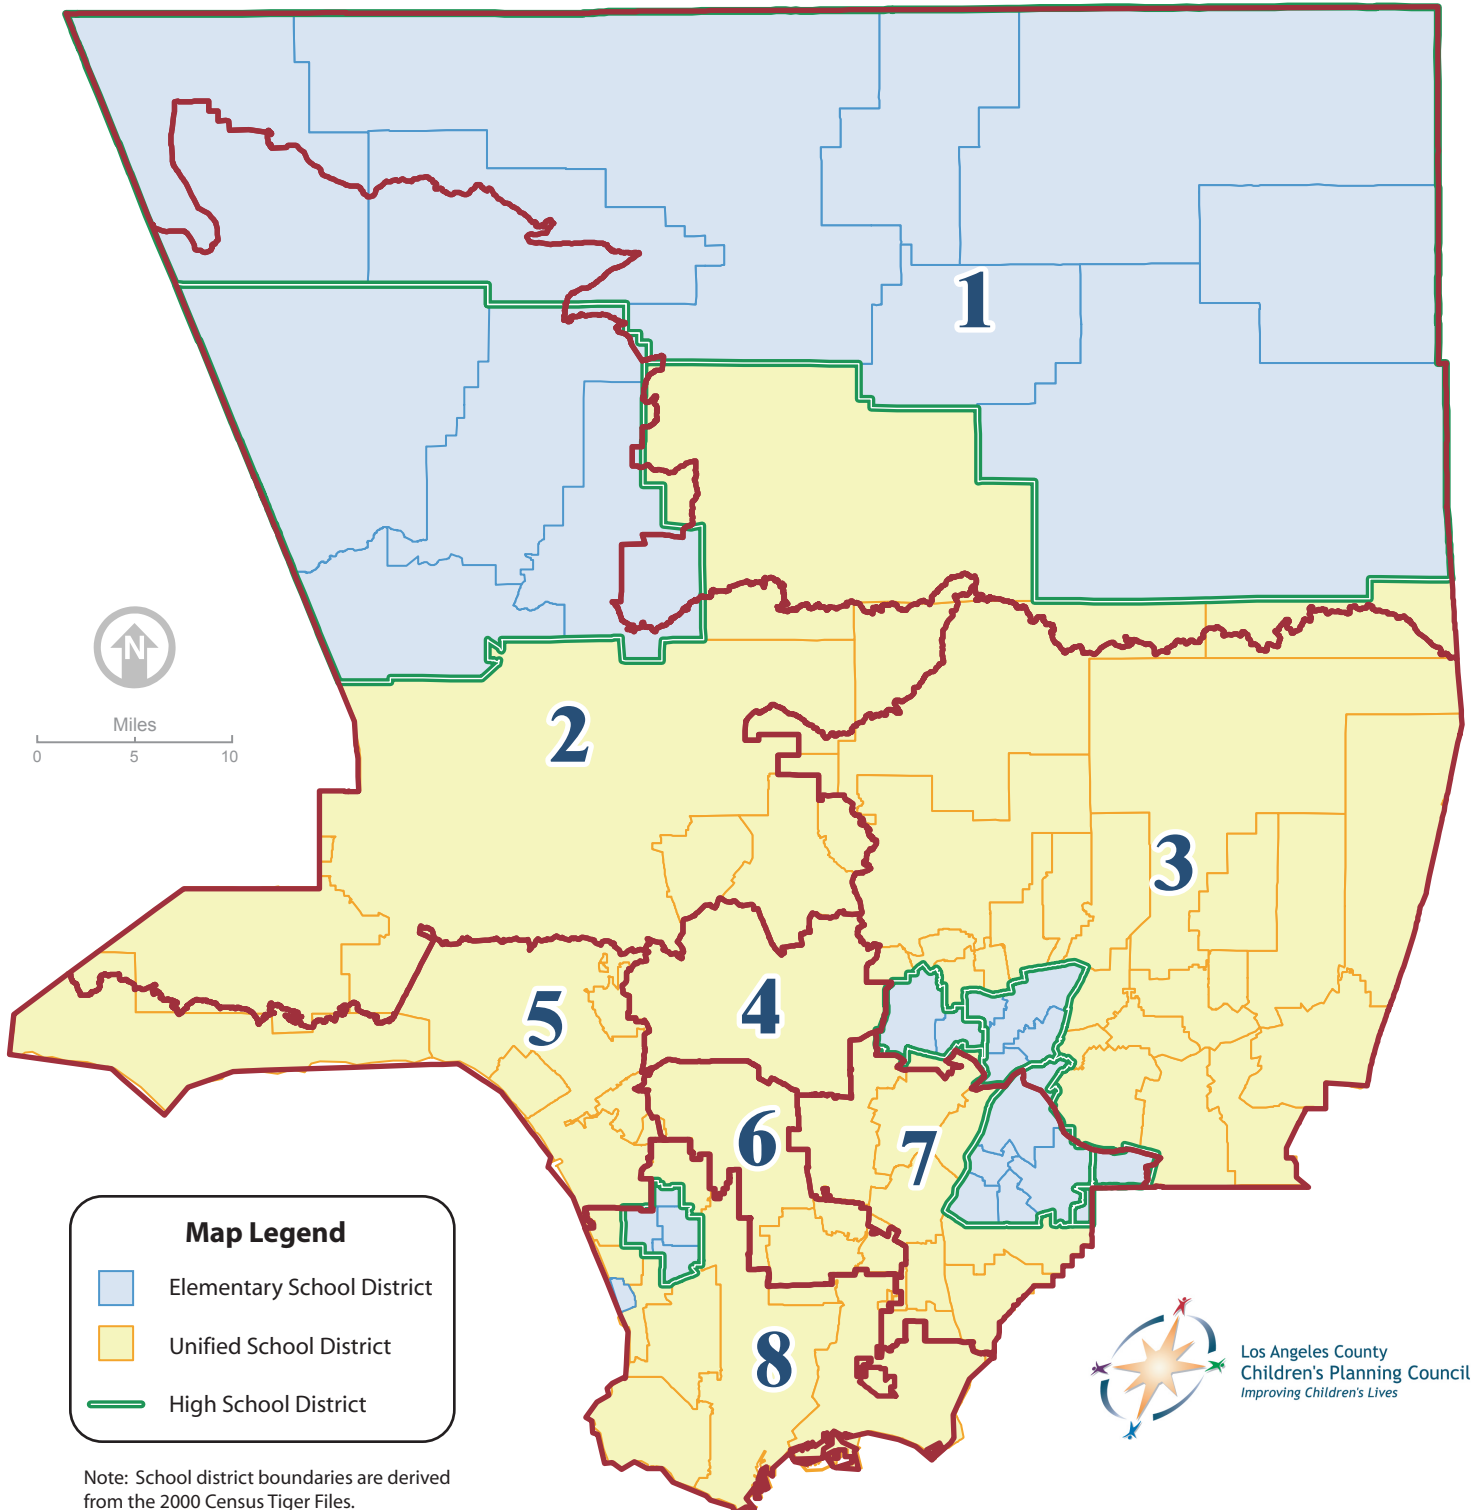 1
N
Miles
0 5 10
2
3
4
5
6
7
8
Map Legend
Elementary School District
Unified School District
High School District
Note: School district boundaries are derived
from the 2000 Census Tiger Files.
Los Angeles County
Children's Planning Council
Improving Children's Lives